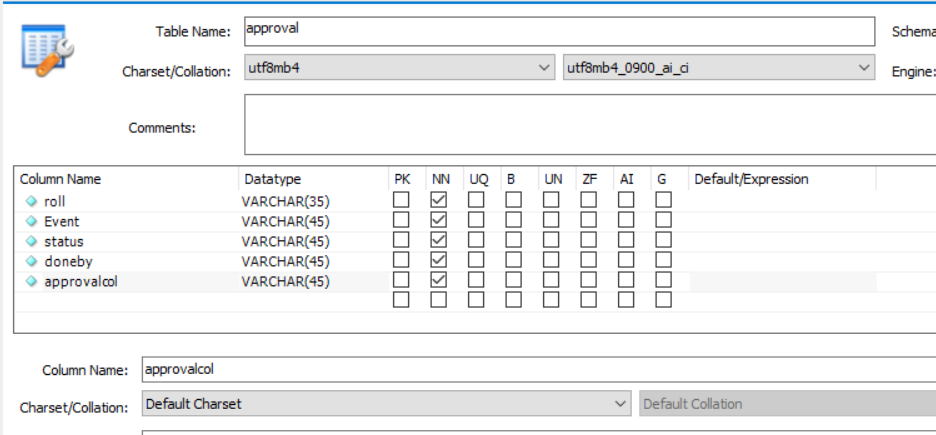 Table Name: approval Schema
Charset/Collation: utf8mb4 utf8mb4_0900_ai_ci Engine:
Comments:
Column Name Datatype PK NN UQ B UN ZF AI G Default/Expression
roll VARCHAR(35)
Event VARCHAR(45)
status VARCHAR(45)
doneby VARCHAR(45)
approvalcol VARCHAR(45)
Column Name: approvalcol
Charset/Collation: Default Charset Default Collation